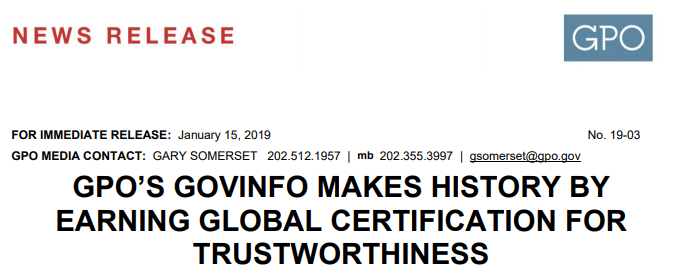 NEWS RELEASE
GPO
FOR IMMEDIATE RELEASE: January 15, 2019 No. 19-03
GPO MEDIA CONTACT: GARY SOMERSET 202.512.1957 | mb 202.355.3997 | gsomerset@gpo.gov
GPO’S GOVINFO MAKES HISTORY BY
EARNING GLOBAL CERTIFICATION FOR
TRUSTWORTHINESS